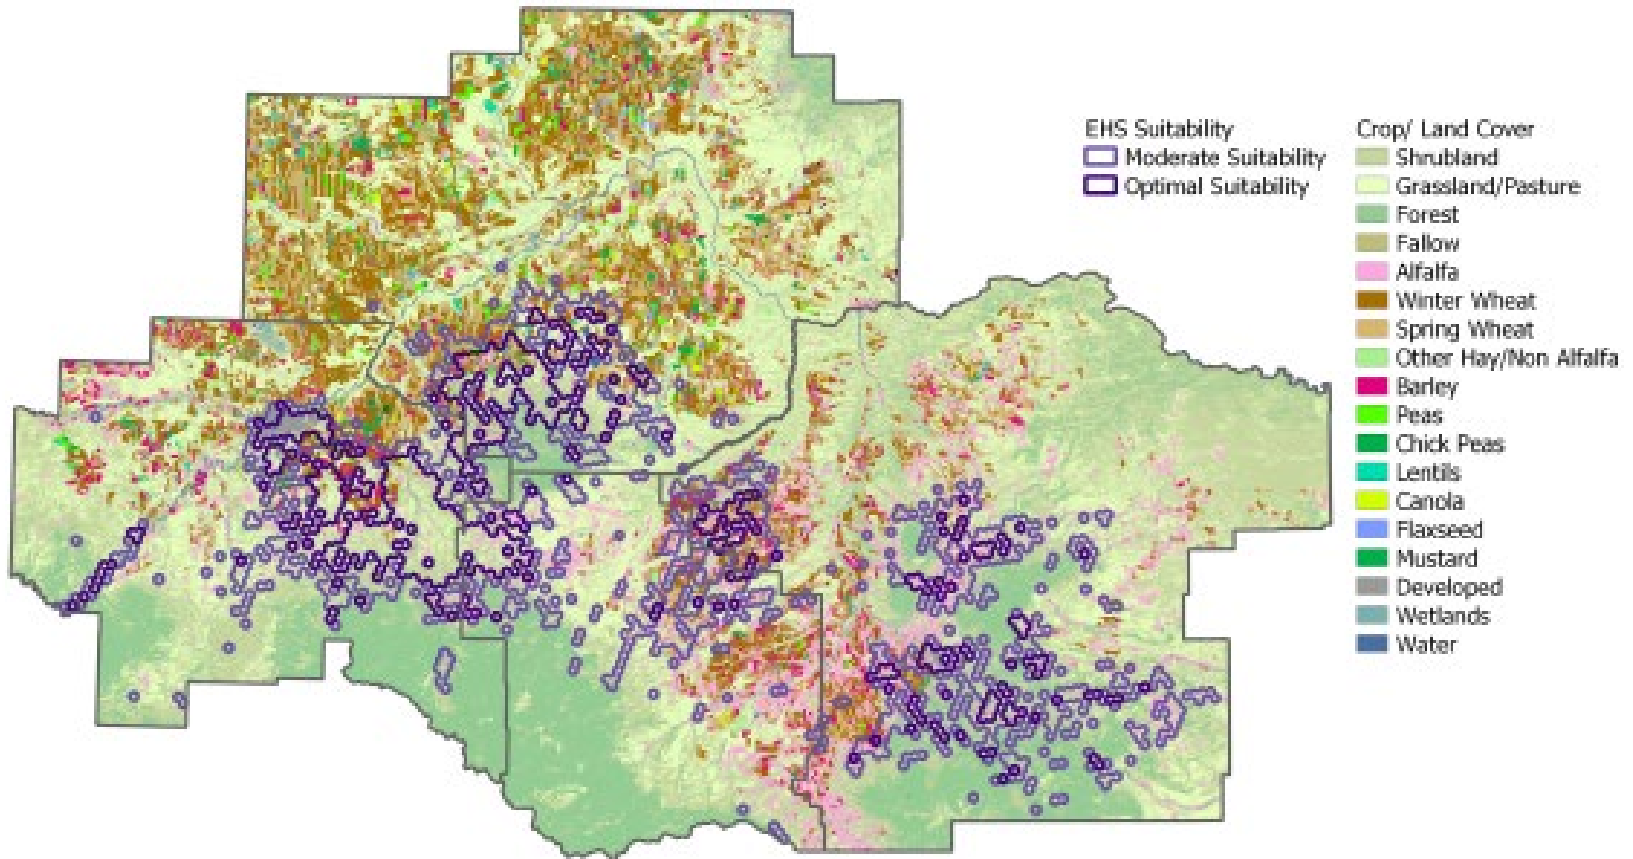 EHS Suitability
Moderate Suitability
Optimal Suitability
Crop/ Land Cover
Shrubland
Grassland/Pasture
Forest
Fallow
Alfalfa
Winter Wheat
Spring Wheat
Other Hay/Non Alfalfa
Barley
Peas
Chick Peas
Lentils
Canola
Flaxseed
Mustard
Developed
Wetlands
Water